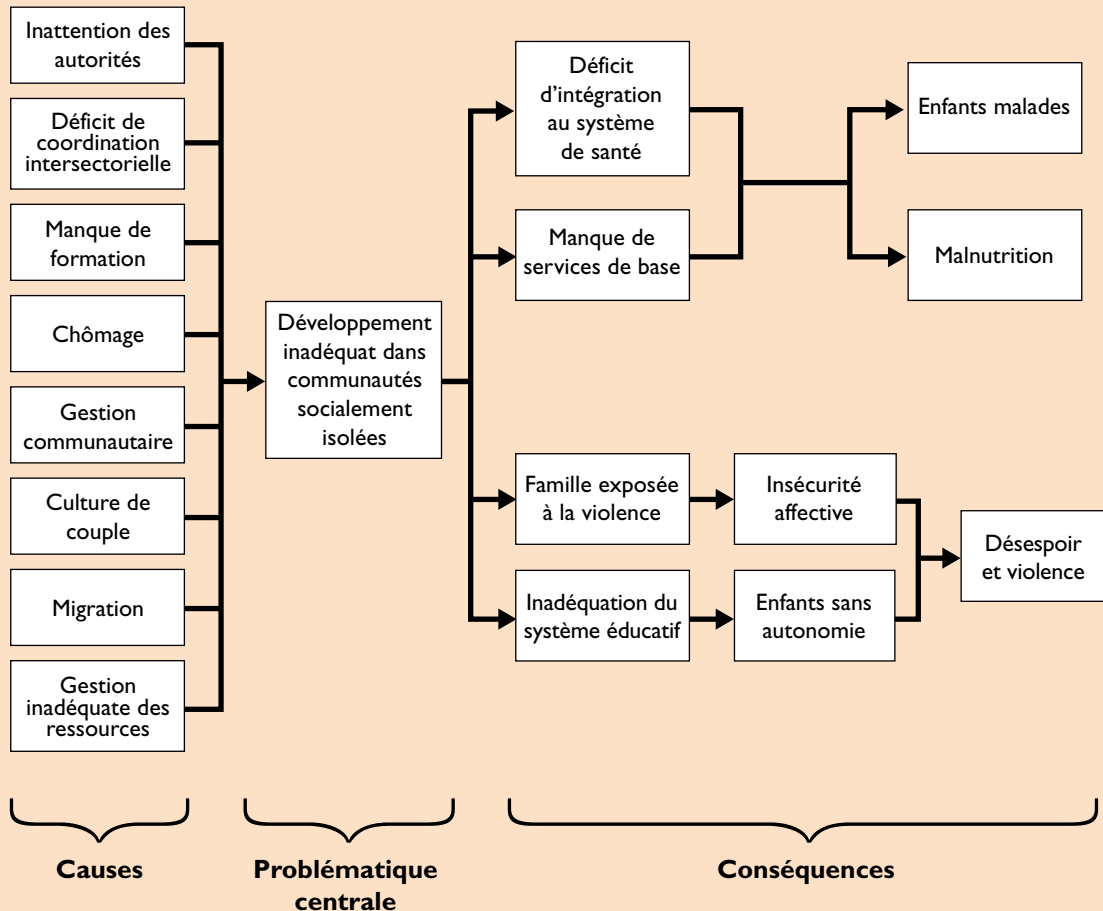 Inattention des
autorités
Déficit de
coordination
intersectorielle
Manque de
formation
Chômage
Gestion
communautaire
Culture de
couple
Migration
Gestion
inadéquate des
ressources
Développement
inadéquat dans
communautés
socialement
isolées
Déficit
d’intégration
au système
de santé
Manque de
services de base
Enfants malades
Malnutrition
Famille exposée
à la violence
Insécurité
affective
Inadéquation du
système éducatif
Enfants sans
autonomie
Désespoir
et violence
Causes
Problématique
centrale
Conséquences